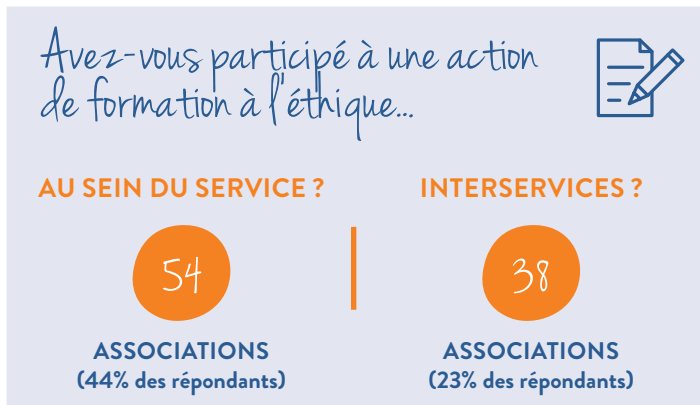 Avez-vous participé à une action
de formation à l'éthique...
AU SEIN DU SERVICE ?
54
ASSOCIATIONS
(44% des répondants)
INTERSERVICES ?
38
ASSOCIATIONS
(23% des répondants)